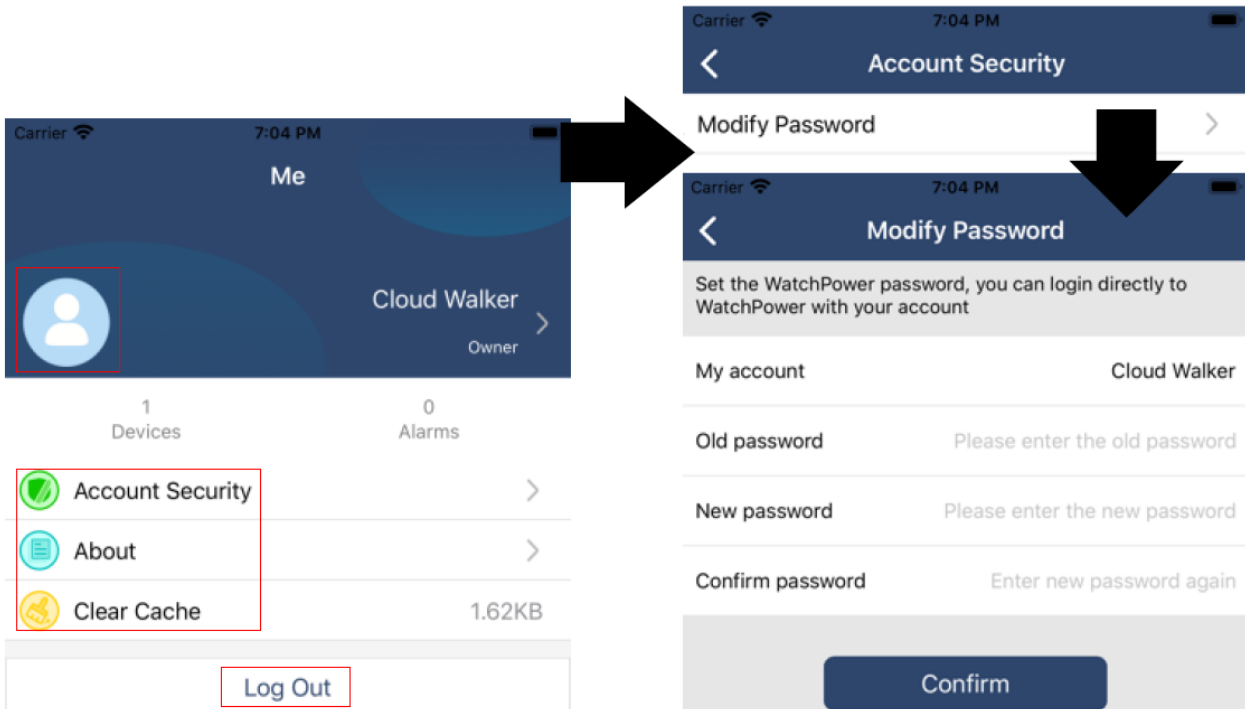 Carrier 7:04 PM
Me
Cloud Walker
Owner
1 0
Devices Alarms
Account Security
About
Clear Cache 1.62KB
Log Out
Carrier 7:04 PM
Account Security
Modify Password
Carrier 7:04 PM
Modify Password
Set the WatchPower password, you can login directly to
WatchPower with your account
My account Cloud Walker
Old password Please enter the old password
New password Please enter the new password
Confirm password Enter new password again
Confirm